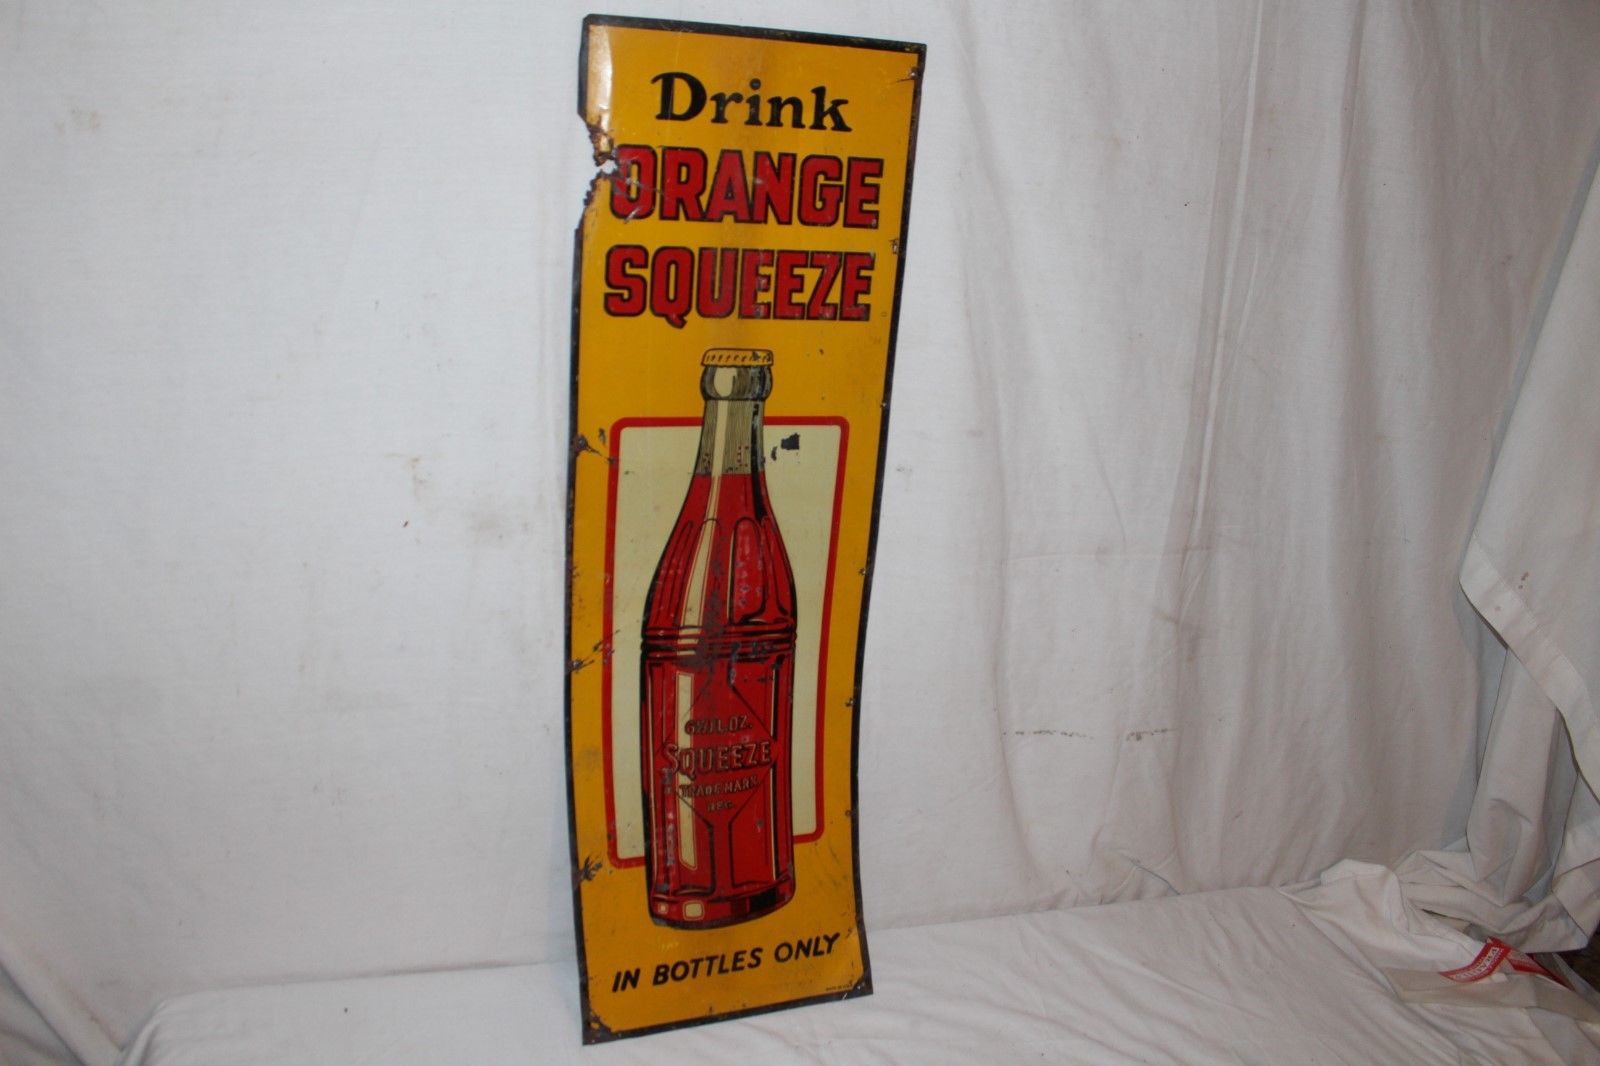 Drink
ORANGE
SQUEEZE
SQUEEZE
TRADE MARK
REG.
IN BOTTLES ONLY